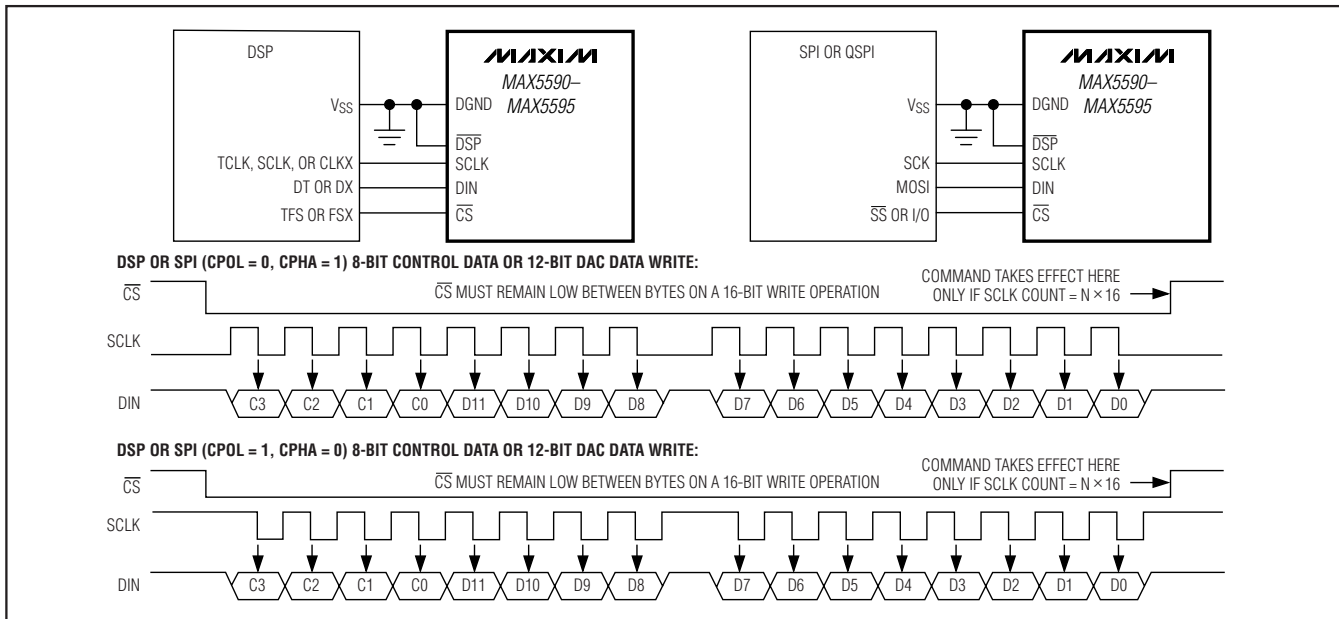 DSP
MAXIM
MAX5590–
MAX5595
VSS
DGND
DSP
TCLK, SCLK, OR CLKX
SCLK
DT OR DX
DIN
TFS OR FSX
CS
SPI OR QSPI
MAXIM
MAX5590–
MAX5595
VSS
DGND
DSP
SCK
SCLK
MOSI
DIN
SS OR I/O
CS
DSP OR SPI (CPOL = 0, CPHA = 1) 8-BIT CONTROL DATA OR 12-BIT DAC DATA WRITE:
CS
CS MUST REMAIN LOW BETWEEN BYTES ON A 16-BIT WRITE OPERATION
COMMAND TAKES EFFECT HERE
ONLY IF SCLK COUNT = N × 16
SCLK
DIN
C3 C2 C1 C0 D11 D10 D9 D8 D7 D6 D5 D4 D3 D2 D1 D0
DSP OR SPI (CPOL = 1, CPHA = 0) 8-BIT CONTROL DATA OR 12-BIT DAC DATA WRITE:
CS
CS MUST REMAIN LOW BETWEEN BYTES ON A 16-BIT WRITE OPERATION
COMMAND TAKES EFFECT HERE
ONLY IF SCLK COUNT = N × 16
SCLK
DIN
C3 C2 C1 C0 D11 D10 D9 D8 D7 D6 D5 D4 D3 D2 D1 D0